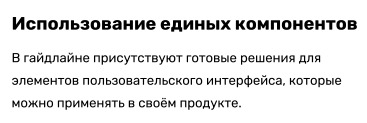 Использование единых компонентов
В гайдлайне присутствуют готовые решения для
элементов пользовательского интерфейса, которые
можно применять в своём продукте.